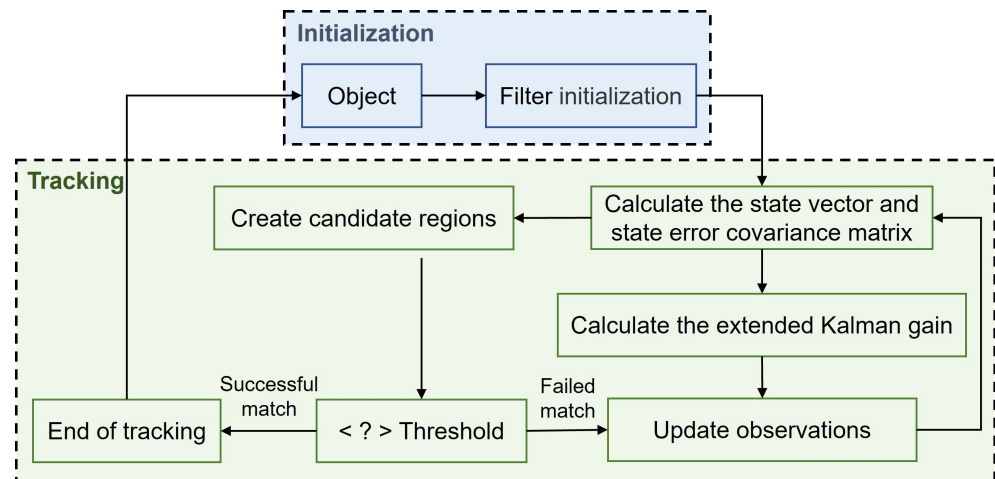 Initialization
Object
Filter initialization
Tracking
Create candidate regions
Calculate the state vector and
state error covariance matrix
Calculate the extended Kalman gain
Successful
match
Failed
match
End of tracking
< ? > Threshold
Update observations